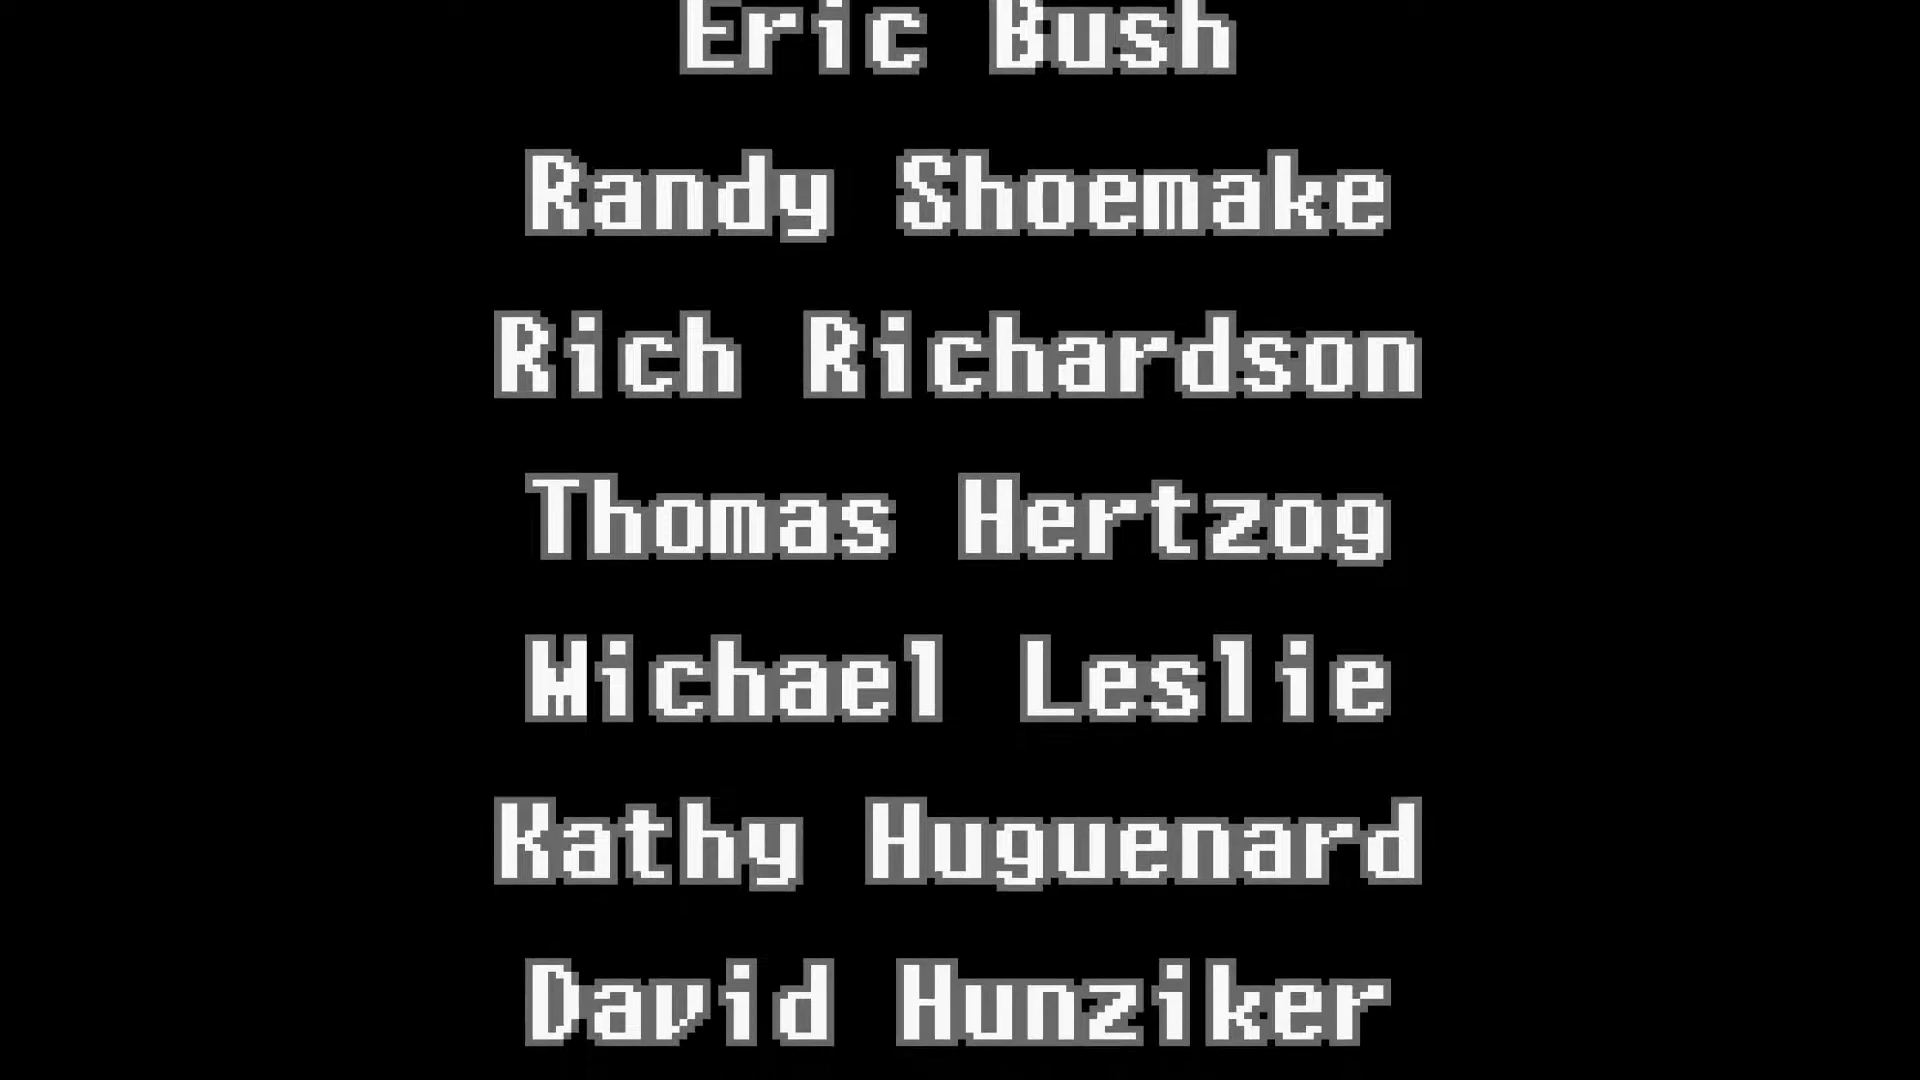 Eric Bush
Randy Shoemake
Rich Richardson
Thomas Hertzog
Michael Leslie
Kathy Huguenard
David Hunziker